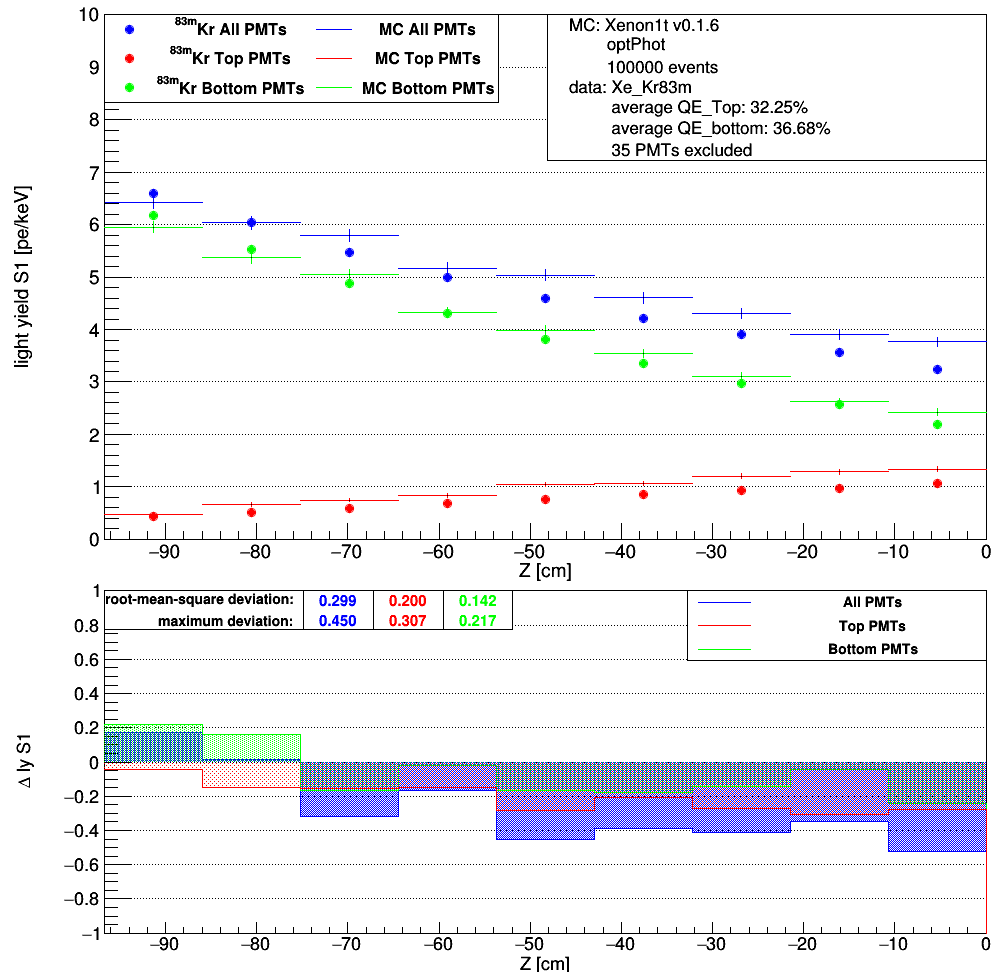 10
9
8
7
6
5
4
3
2
1
0
light yield S1 [pe/keV]
83mKr All PMTs
MC All PMTs
83mKr Top PMTs
MC Top PMTs
83mKr Bottom PMTs
MC Bottom PMTs
MC: Xenon1t v0.1.6
optPhot
100000 events
data: Xe_Kr83m
average QE_Top: 32.25%
average QE_bottom: 36.68%
35 PMTs excluded
−90 −80 −70 −60 −50 −40 −30 −20 −10 0
Z [cm]
1
0.8
0.6
0.4
0.2
0
−0.2
−0.4
−0.6
−0.8
−1
Δ ly S1
root-mean-square deviation: 0.299 0.200 0.142
maximum deviation: 0.450 0.307 0.217
All PMTs
Top PMTs
Bottom PMTs
−90 −80 −70 −60 −50 −40 −30 −20 −10 0
Z [cm]